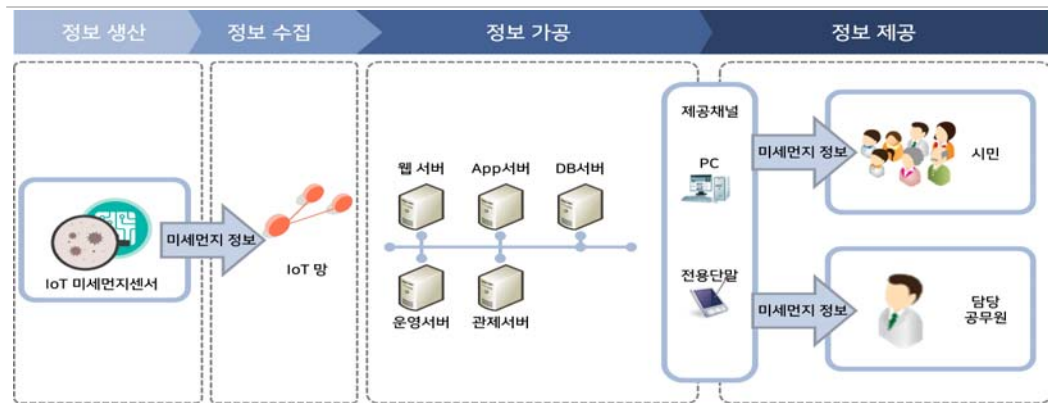 정보 생산
정보 수집
정보 가공
정보 제공
IoT 미세먼지센서
미세먼지 정보
IoT 망
웹 서버
App서버
DB서버
운영서버
관제서버
제공채널
PC
전용단말
미세먼지 정보
시민
미세먼지 정보
담당
공무원